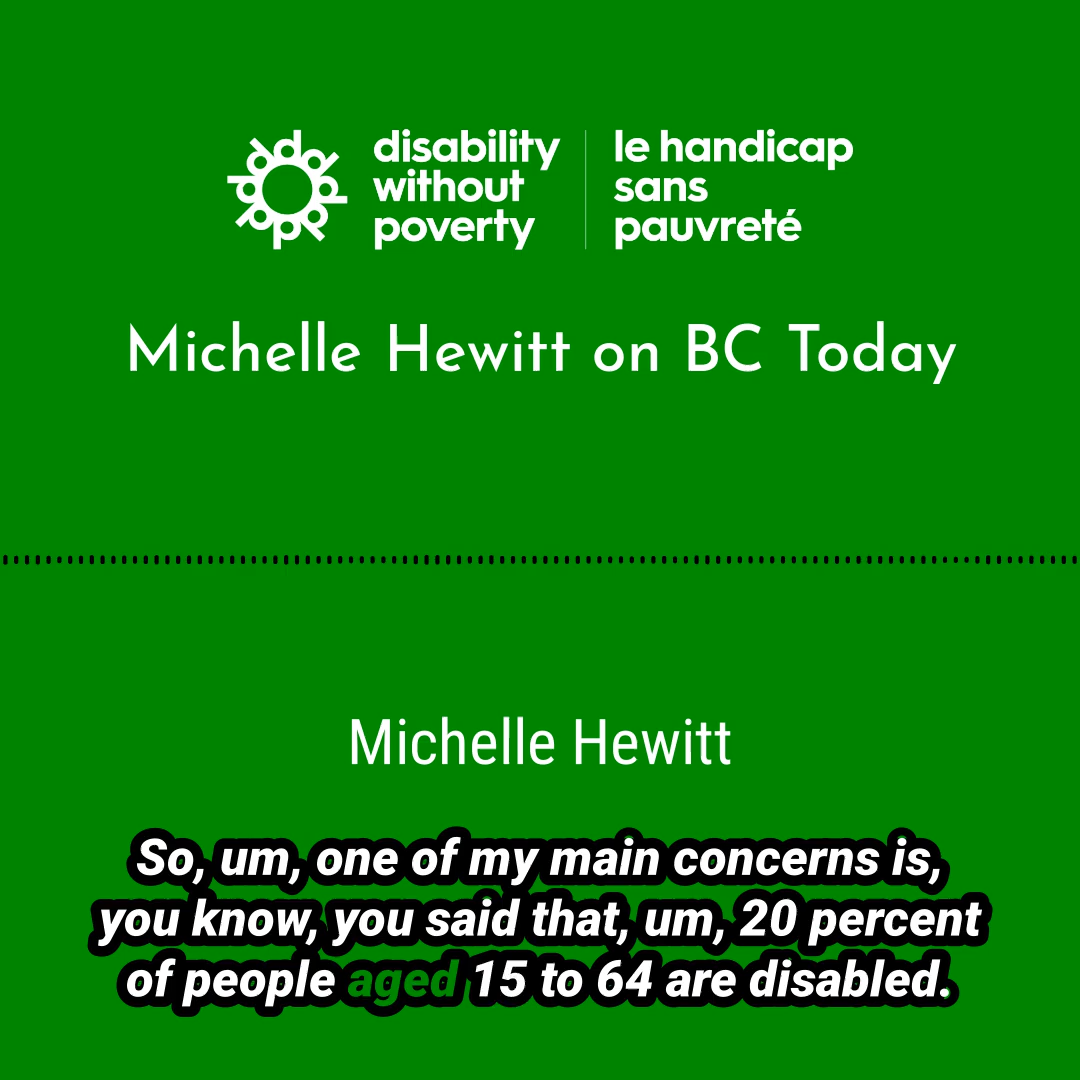 disability
without
poverty
le handicap
sans
pauvreté
Michelle Hewitt on BC Today
Michelle Hewitt
So, um, one of my main concerns is,
you know, you said that, um, 20 percent
of people aged 15 to 64 are disabled.